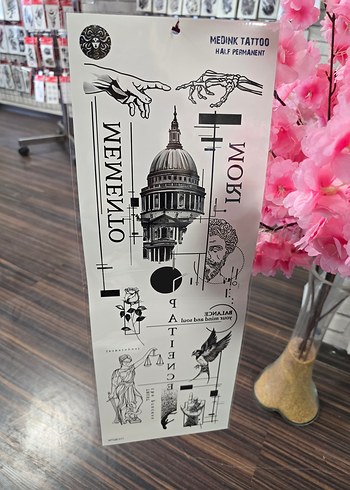 MEDINK TATTOO
HALF PERMANENT
MEMENTO
MORI
PATIENCE
BALANCE
your mind and soul